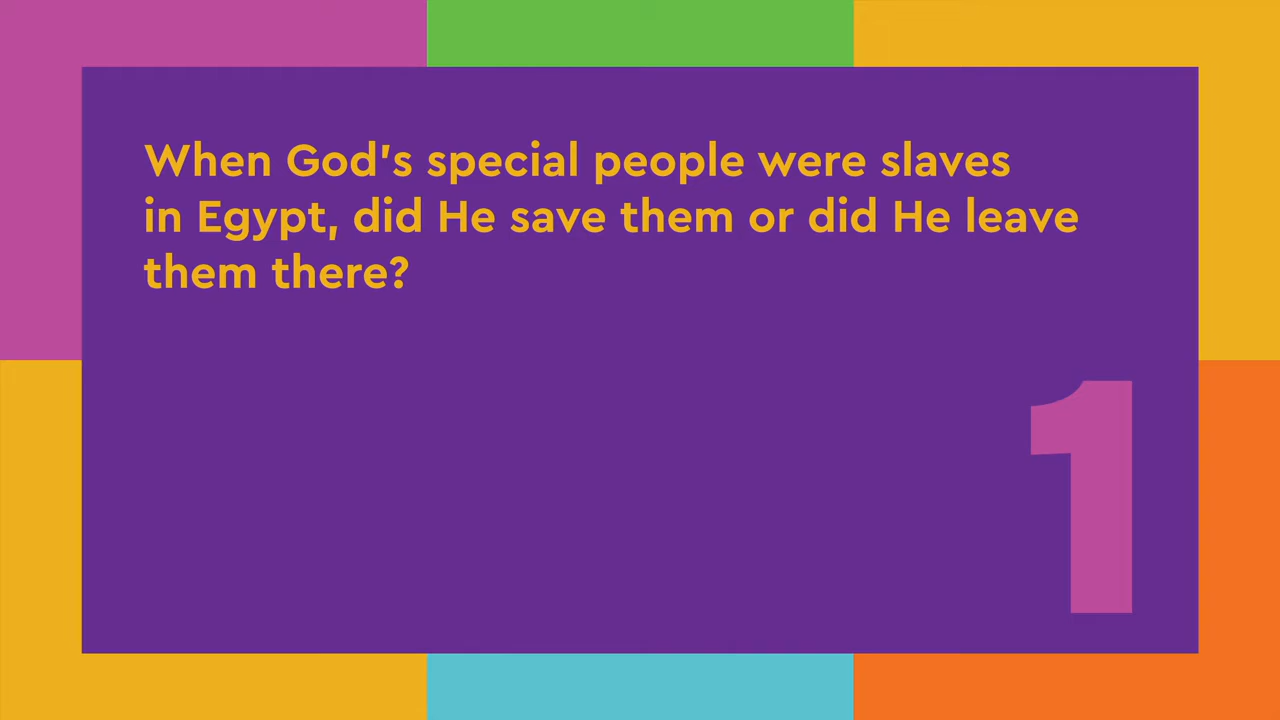 When God's special people were slaves
in Egypt, did He save them or did He leave
them there?
1